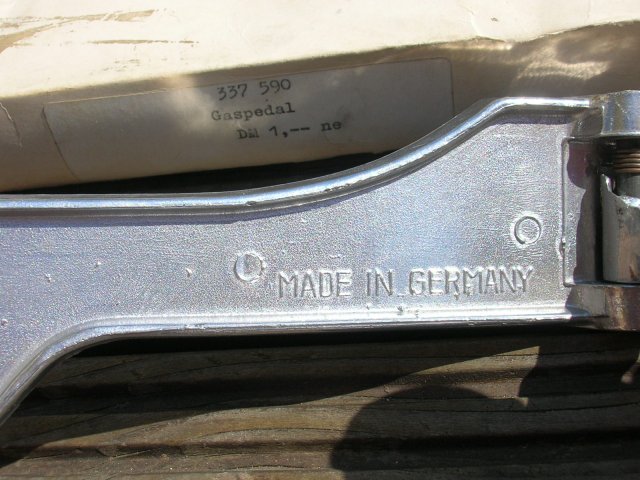 337 590
Gaspedal
DM 1,-- ne
MADE IN GERMANY